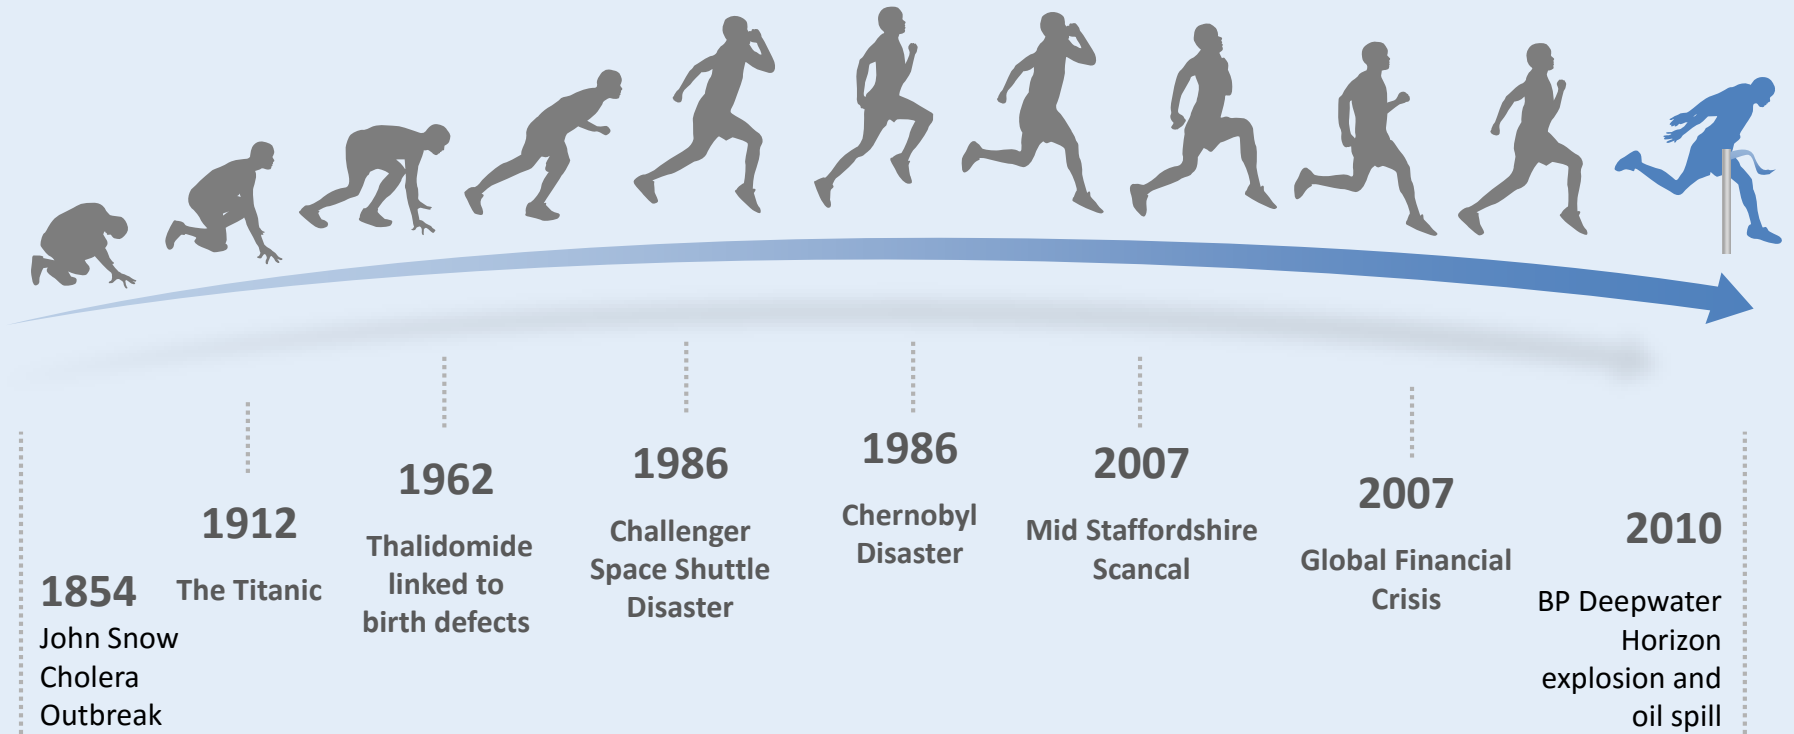 1854
John Snow
Cholera
Outbreak
1912
The Titanic
1962
Thalidomide
linked to
birth defects
1986
Challenger
Space Shuttle
Disaster
1986
Chernobyl
Disaster
2007
Mid Staffordshire
Scancal
2007
Global Financial
Crisis
2010
BP Deepwater
Horizon
explosion and
oil spill